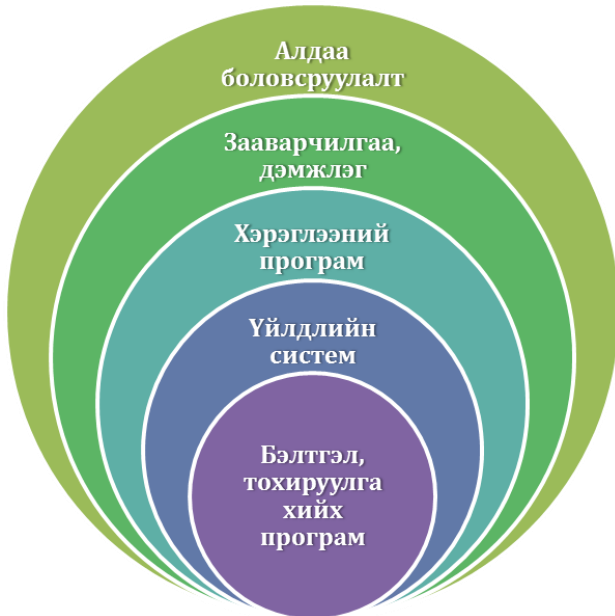 Алдаа
боловсруулалт
Зааварчилгаа,
дэмжлэг
Хэрэглээний
програм
Үйлдлийн
систем
Бэлтгэл,
тохируулга
хийх
програм